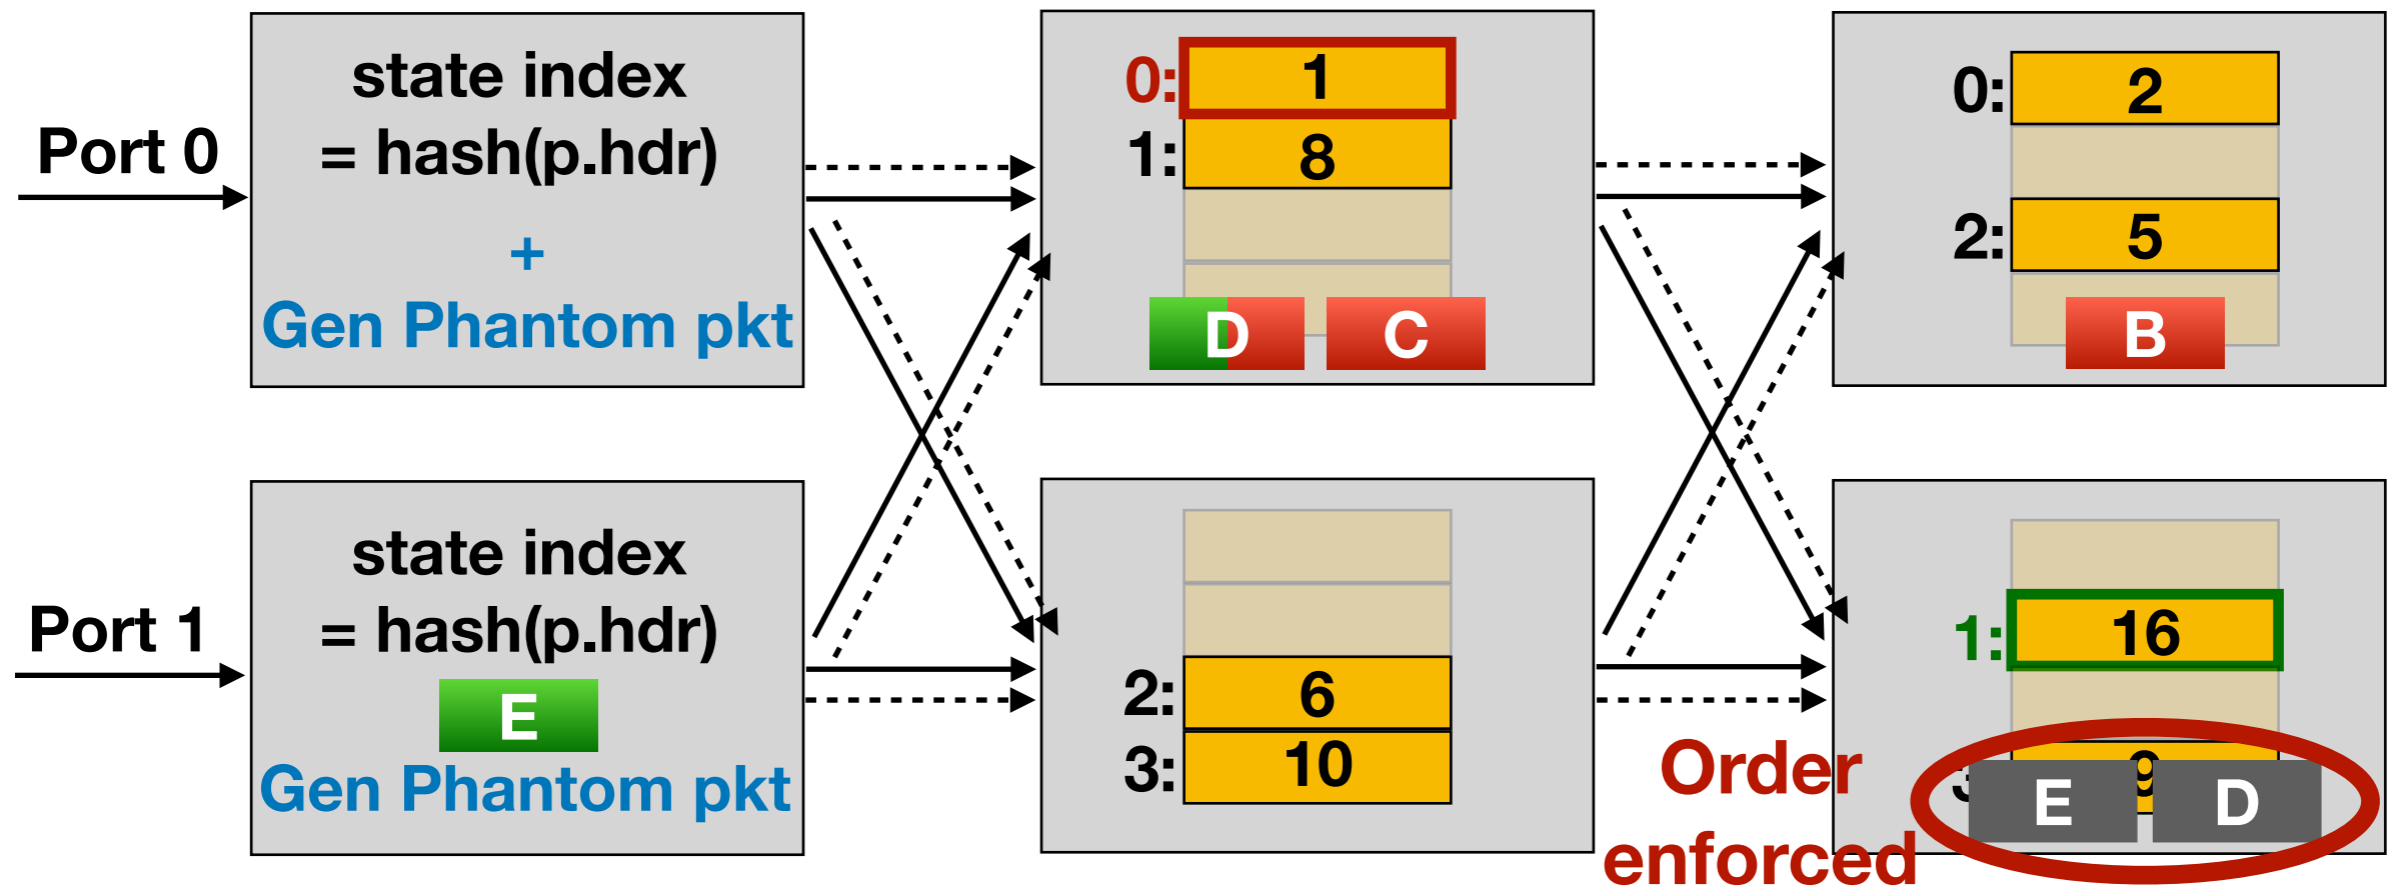 Port 0
state index
= hash(p.hdr)
+
Gen Phantom pkt
0: 1
1: 8
D C
0: 2
2: 5
B
Port 1
state index
= hash(p.hdr)
E
Gen Phantom pkt
2: 6
3: 10
1: 16
9
E D
Order
enforced